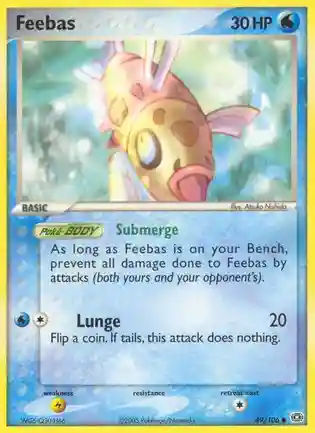 Feebas
30 HP
Illus. Atsuko Nishida
BASIC
Poké-BODY Submerge
As long as Feebas is on your Bench,
prevent all damage done to Feebas by
attacks (both yours and your opponent's).
Lunge 20
Flip a coin. If tails, this attack does nothing.
weakness resistance retreat cost
©2005 Pokémon/Nintendo
49/106